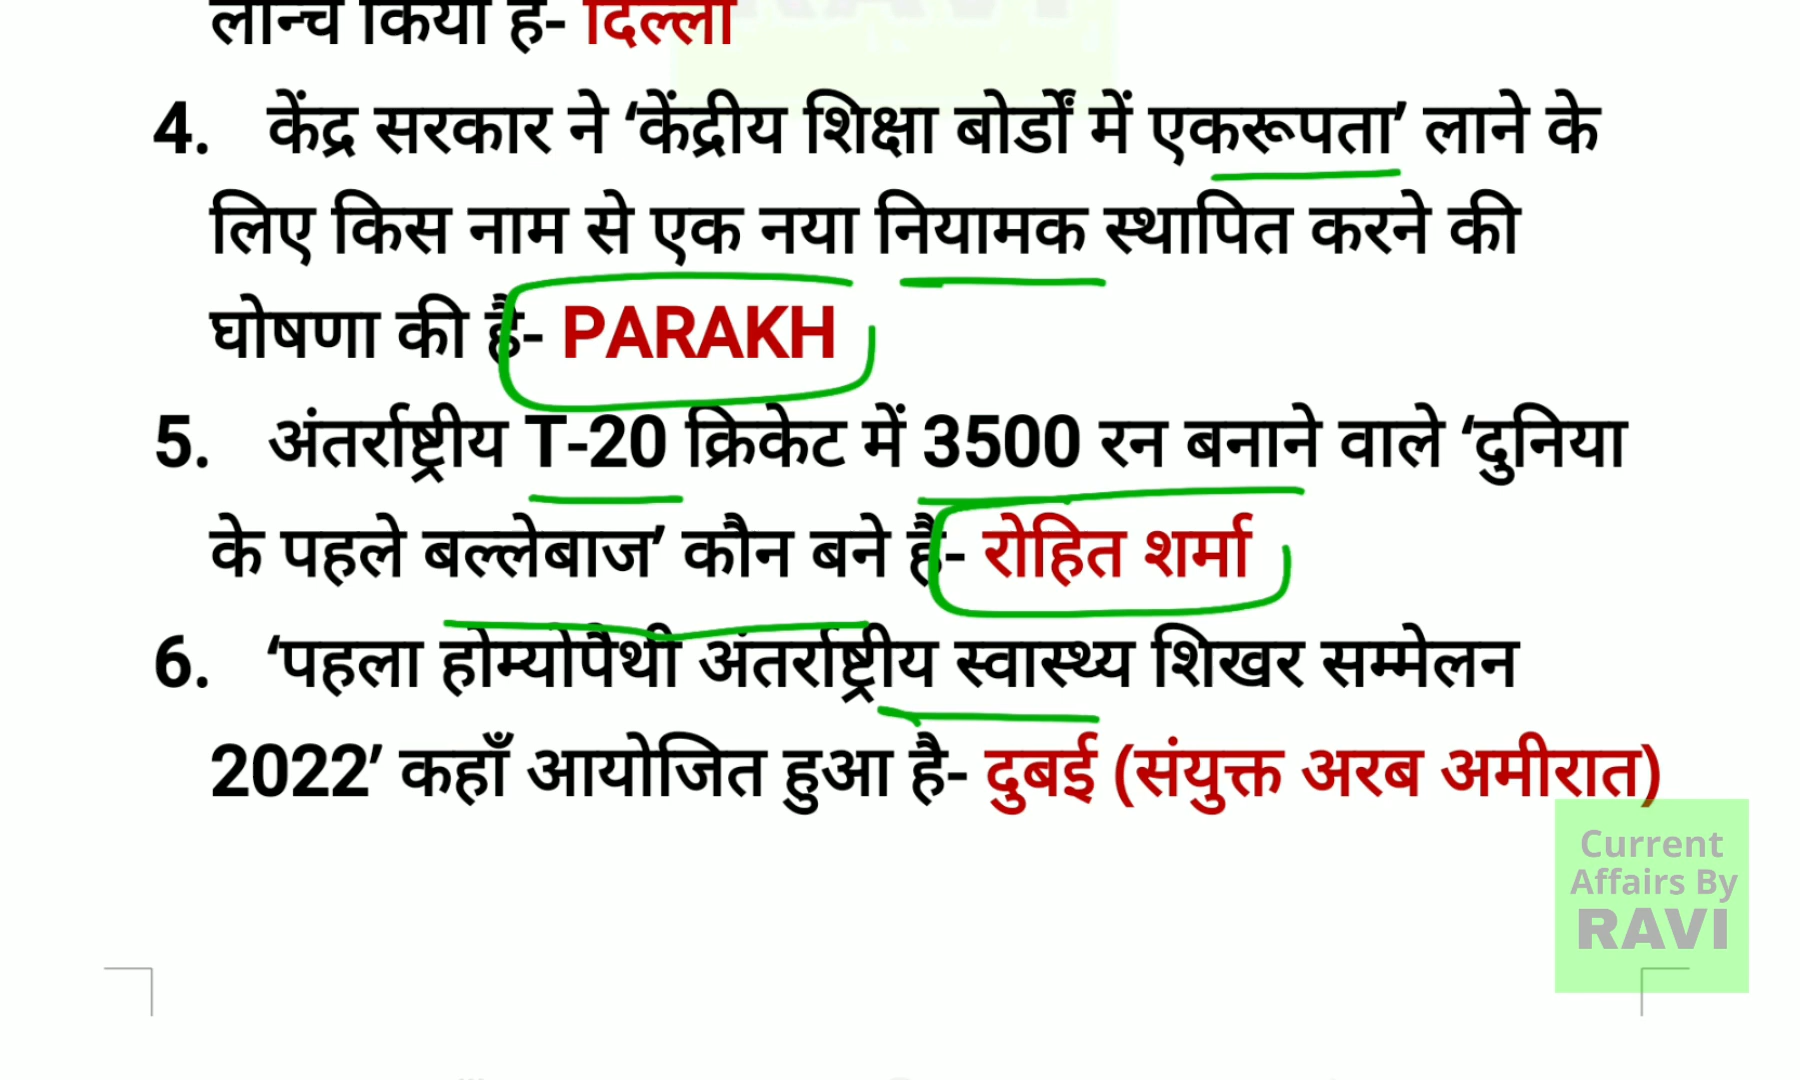 लॉन्च किया है- दिल्ली
4. केंद्र सरकार ने ‘केंद्रीय शिक्षा बोर्डों में एकरूपता’ लाने के
लिए किस नाम से एक नया नियामक स्थापित करने की
घोषणा की है- PARAKH
5. अंतर्राष्ट्रीय T-20 क्रिकेट में 3500 रन बनाने वाले ‘दुनिया
के पहले बल्लेबाज’ कौन बने है- रोहित शर्मा
6. ‘पहला होम्योपैथी अंतर्राष्ट्रीय स्वास्थ्य शिखर सम्मेलन
2022’ कहाँ आयोजित हुआ है- दुबई (संयुक्त अरब अमीरात)
Current
Affairs By
RAVI